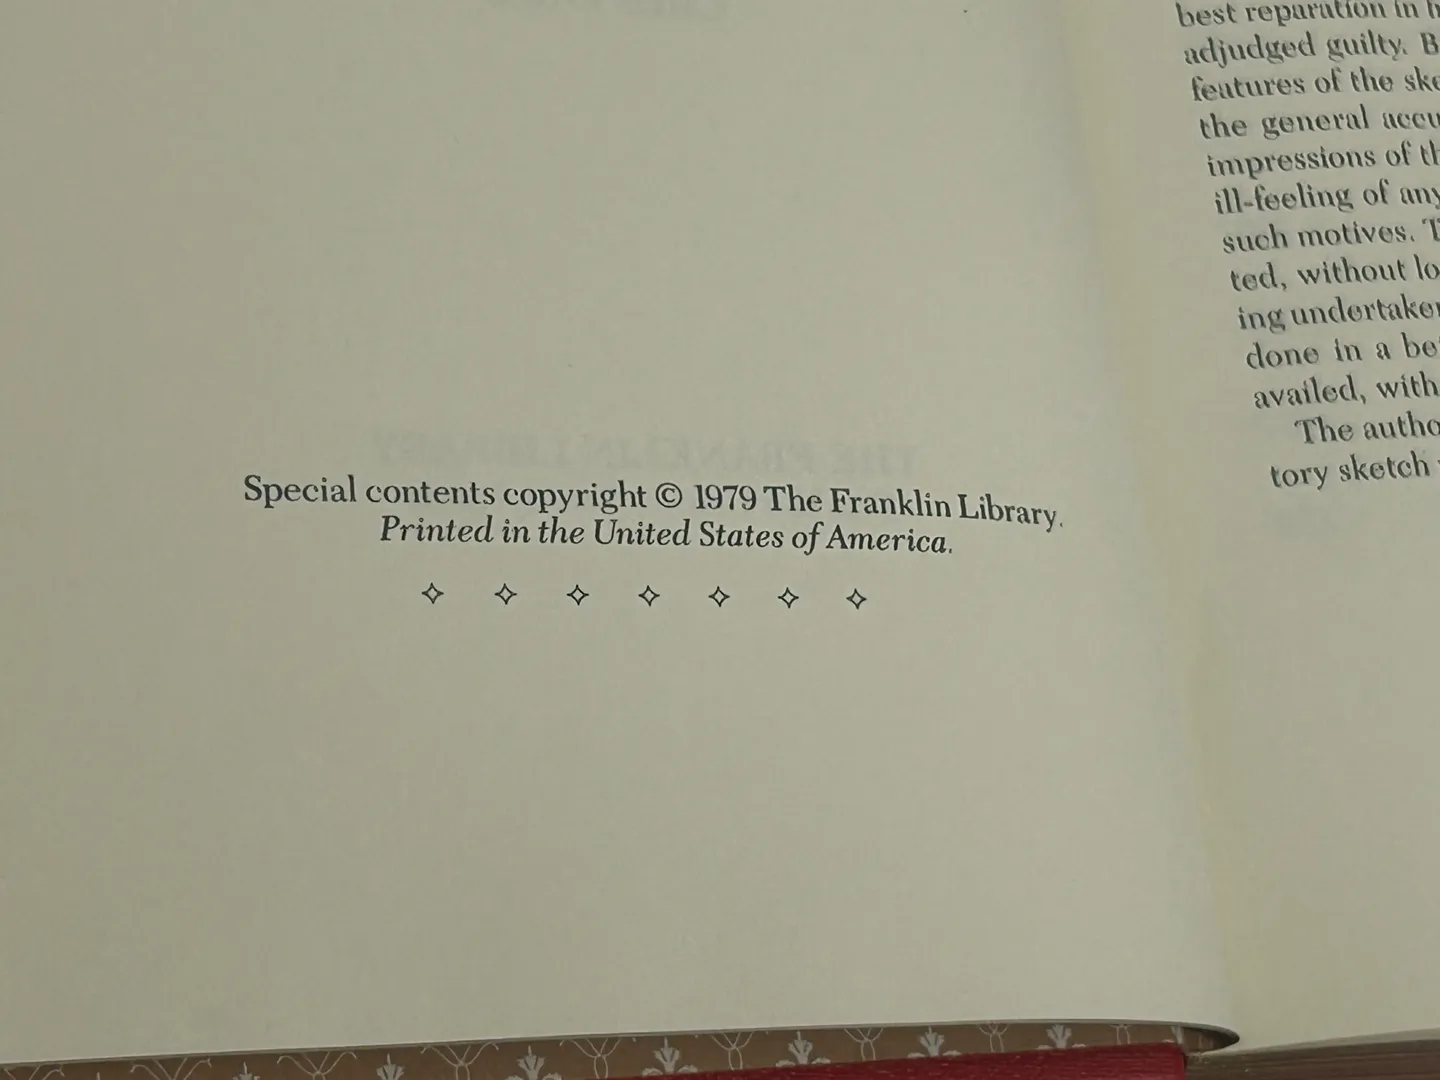 Special contents copyright © 1979 The Franklin Library.
Printed in the United States of America.
best reparation in
adjudged guilty.
features of the
the general
impressions of
ill-feeling of any
such motives.
ted, without
ing undertaken
done in a
availed, with
The
tory sketch